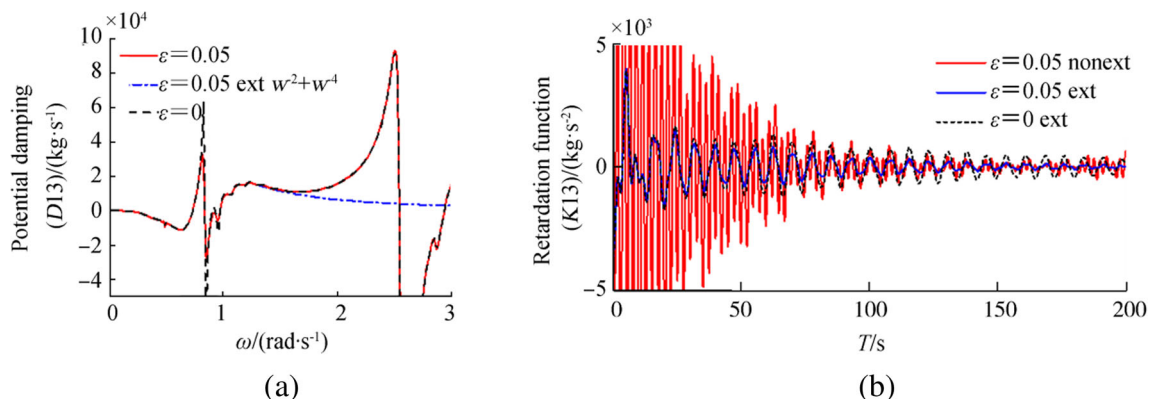 ×10⁴
10
8
6
4
2
0
−2
−4
Potential damping
(D13)/(kg·s⁻¹)
ε=0.05
ε=0.05 ext w²+w⁴
ε=0
0 1 2 3
ω/(rad·s⁻¹)
(a)
×10³
5
0
−5
Retardation function
(K13)/(kg·s⁻²)
ε=0.05 nonext
ε=0.05 ext
ε=0 ext
0 50 100 150 200
T/s
(b)